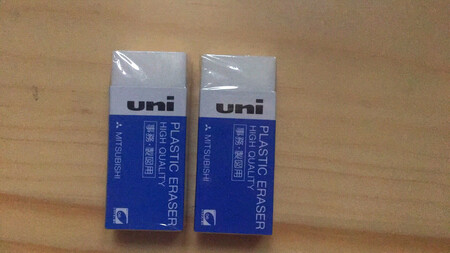 uni
PLASTIC ERASER
HIGH QUALITY
事務・製図用
MITSUBISHI
uni
PLASTIC ERASER
HIGH QUALITY
事務・製図用
MITSUBISHI